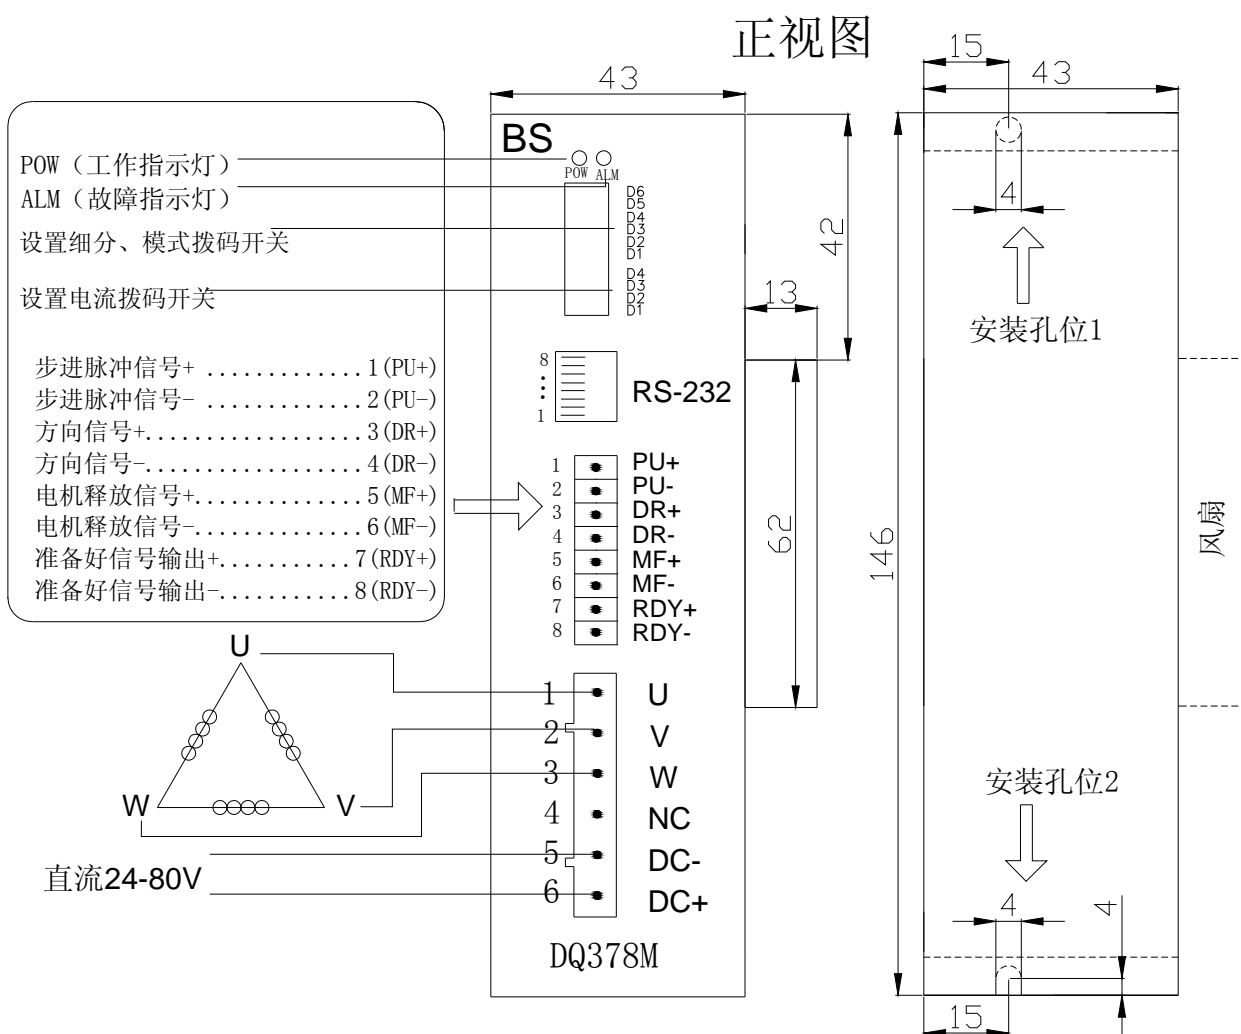 正视图
43
BS
POW ALM
POW（工作指示灯）
ALM（故障指示灯）
设置细分、模式拨码开关
设置电流拨码开关
D6
D5
D4
D3
D2
D1
D4
D3
D2
D1
步进脉冲信号+ .............1(PU+)
步进脉冲信号- .............2(PU-)
方向信号+..................3(DR+)
方向信号-..................4(DR-)
电机释放信号+..............5(MF+)
电机释放信号-..............6(MF-)
准备好信号输出+...........7(RDY+)
准备好信号输出-...........8(RDY-)
8
1
RS-232
1 PU+
2 PU-
3 DR+
4 DR-
5 MF+
6 MF-
7 RDY+
8 RDY-
U
W
V
直流24-80V
1 U
2 V
3 W
4 NC
5 DC-
6 DC+
DQ378M
42
13
62
15
43
4
安装孔位1
146
风扇
安装孔位2
4
4
15